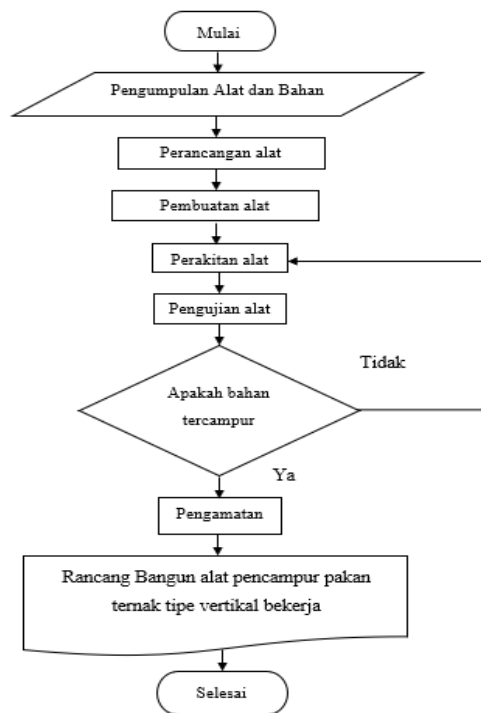 Mulai
Pengumpulan Alat dan Bahan
Perancangan alat
Pembuatan alat
Perakitan alat
Pengujian alat
Tidak
Apakah bahan
tercampur
Ya
Pengamatan
Rancang Bangun alat pencampur pakan
ternak tipe vertikal bekerja
Selesai